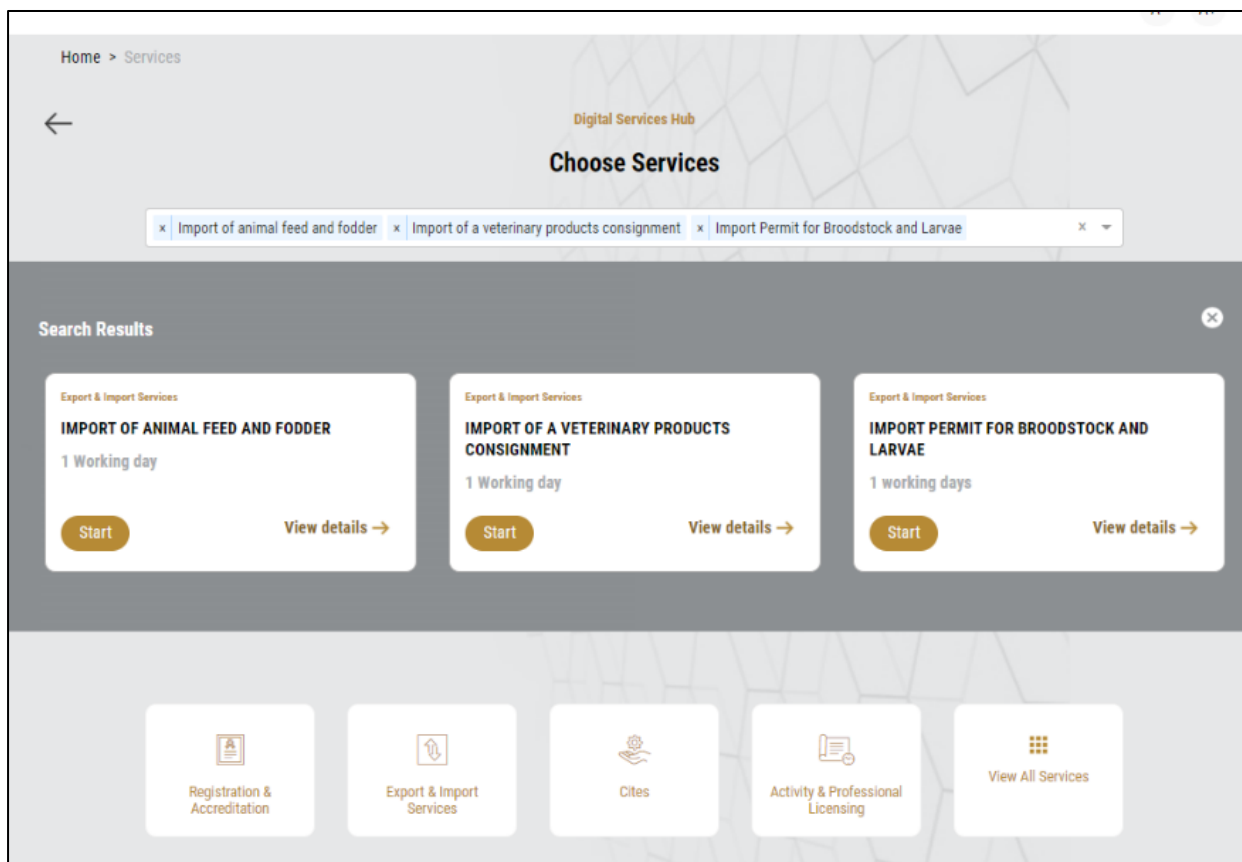 Home > Services
Digital Services Hub
Choose Services
× Import of animal feed and fodder × Import of a veterinary products consignment × Import Permit for Broodstock and Larvae ×
Search Results
Export & Import Services
IMPORT OF ANIMAL FEED AND FODDER
1 Working day
Start View details →
Export & Import Services
IMPORT OF A VETERINARY PRODUCTS
CONSIGNMENT
1 Working day
Start View details →
Export & Import Services
IMPORT PERMIT FOR BROODSTOCK AND
LARVAE
1 working days
Start View details →
Registration &
Accreditation
Export & Import
Services
Cites
Activity & Professional
Licensing
View All Services